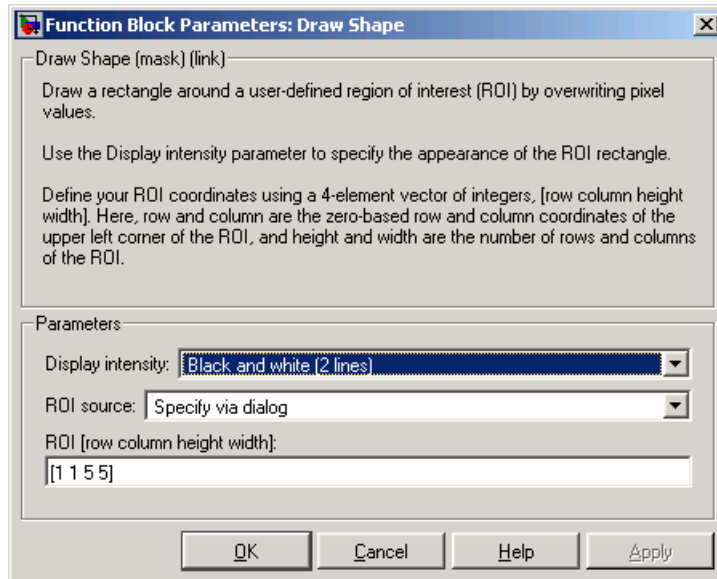 Function Block Parameters: Draw Shape
Draw Shape (mask) (link)
Draw a rectangle around a user-defined region of interest (ROI) by overwriting pixel
values.
Use the Display intensity parameter to specify the appearance of the ROI rectangle.
Define your ROI coordinates using a 4-element vector of integers, [row column height
width]. Here, row and column are the zero-based row and column coordinates of the
upper left corner of the ROI, and height and width are the number of rows and columns
of the ROI.
Parameters
Display intensity: Black and white (2 lines)
ROI source: Specify via dialog
ROI [row column height width]:
[1 1 5 5]
OK Cancel Help Apply